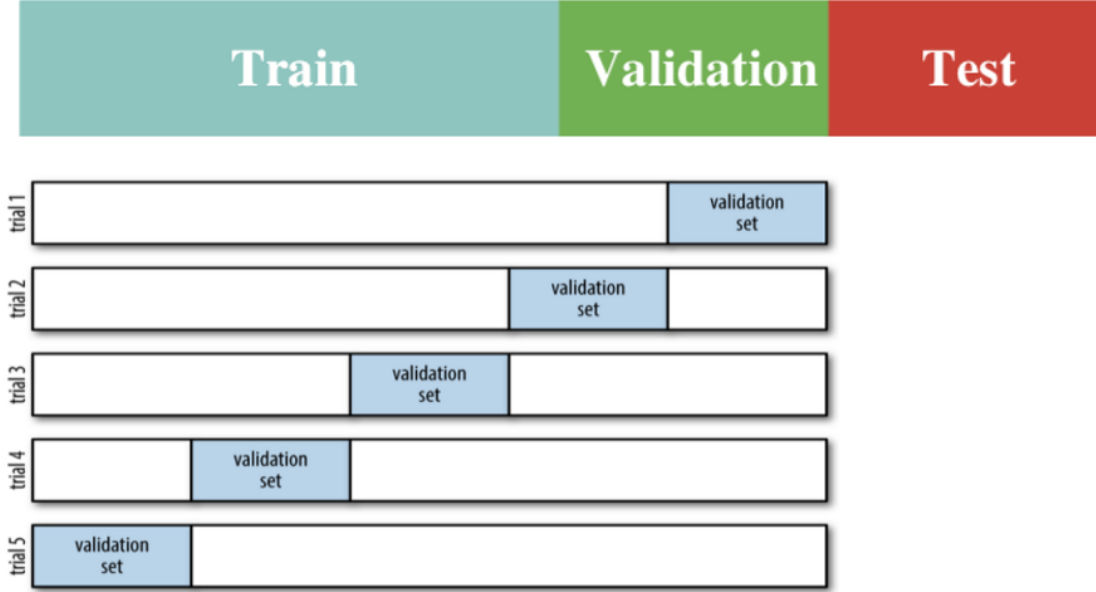 Train Validation Test
trial 1
validation
set
trial 2
validation
set
trial 3
validation
set
trial 4
validation
set
trial 5
validation
set